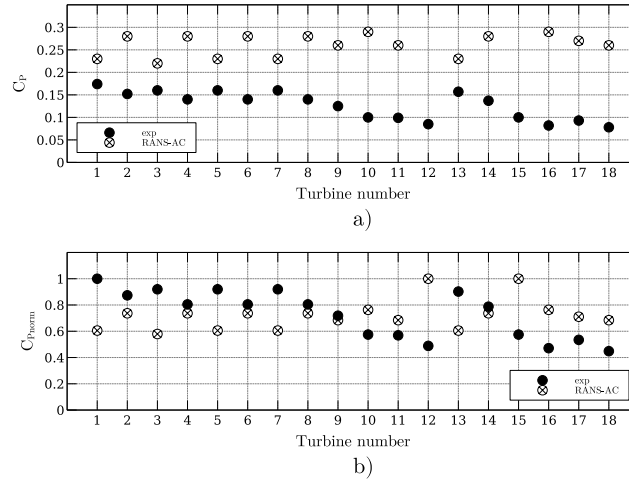 0.3
0.25
0.2
0.15
0.1
0.05
0
C_P
exp
RANS-AC
1 2 3 4 5 6 7 8 9 10 11 12 13 14 15 16 17 18
Turbine number
a)
1
0.8
0.6
0.4
0.2
0
C_Pnorm
exp
RANS-AC
1 2 3 4 5 6 7 8 9 10 11 12 13 14 15 16 17 18
Turbine number
b)